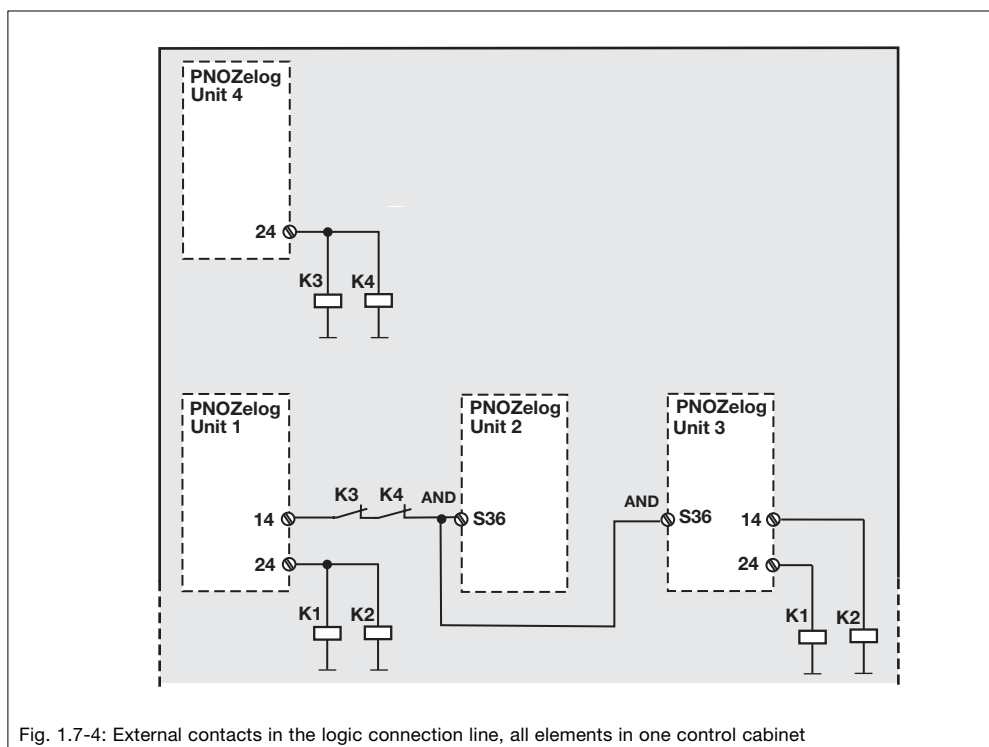 PNOZelog
Unit 4
24
K3 K4
PNOZelog
Unit 1
PNOZelog
Unit 2
PNOZelog
Unit 3
K3 K4 AND
AND
14
S36
S36
14
24
24
K1 K2
K1 K2
Fig. 1.7-4: External contacts in the logic connection line, all elements in one control cabinet